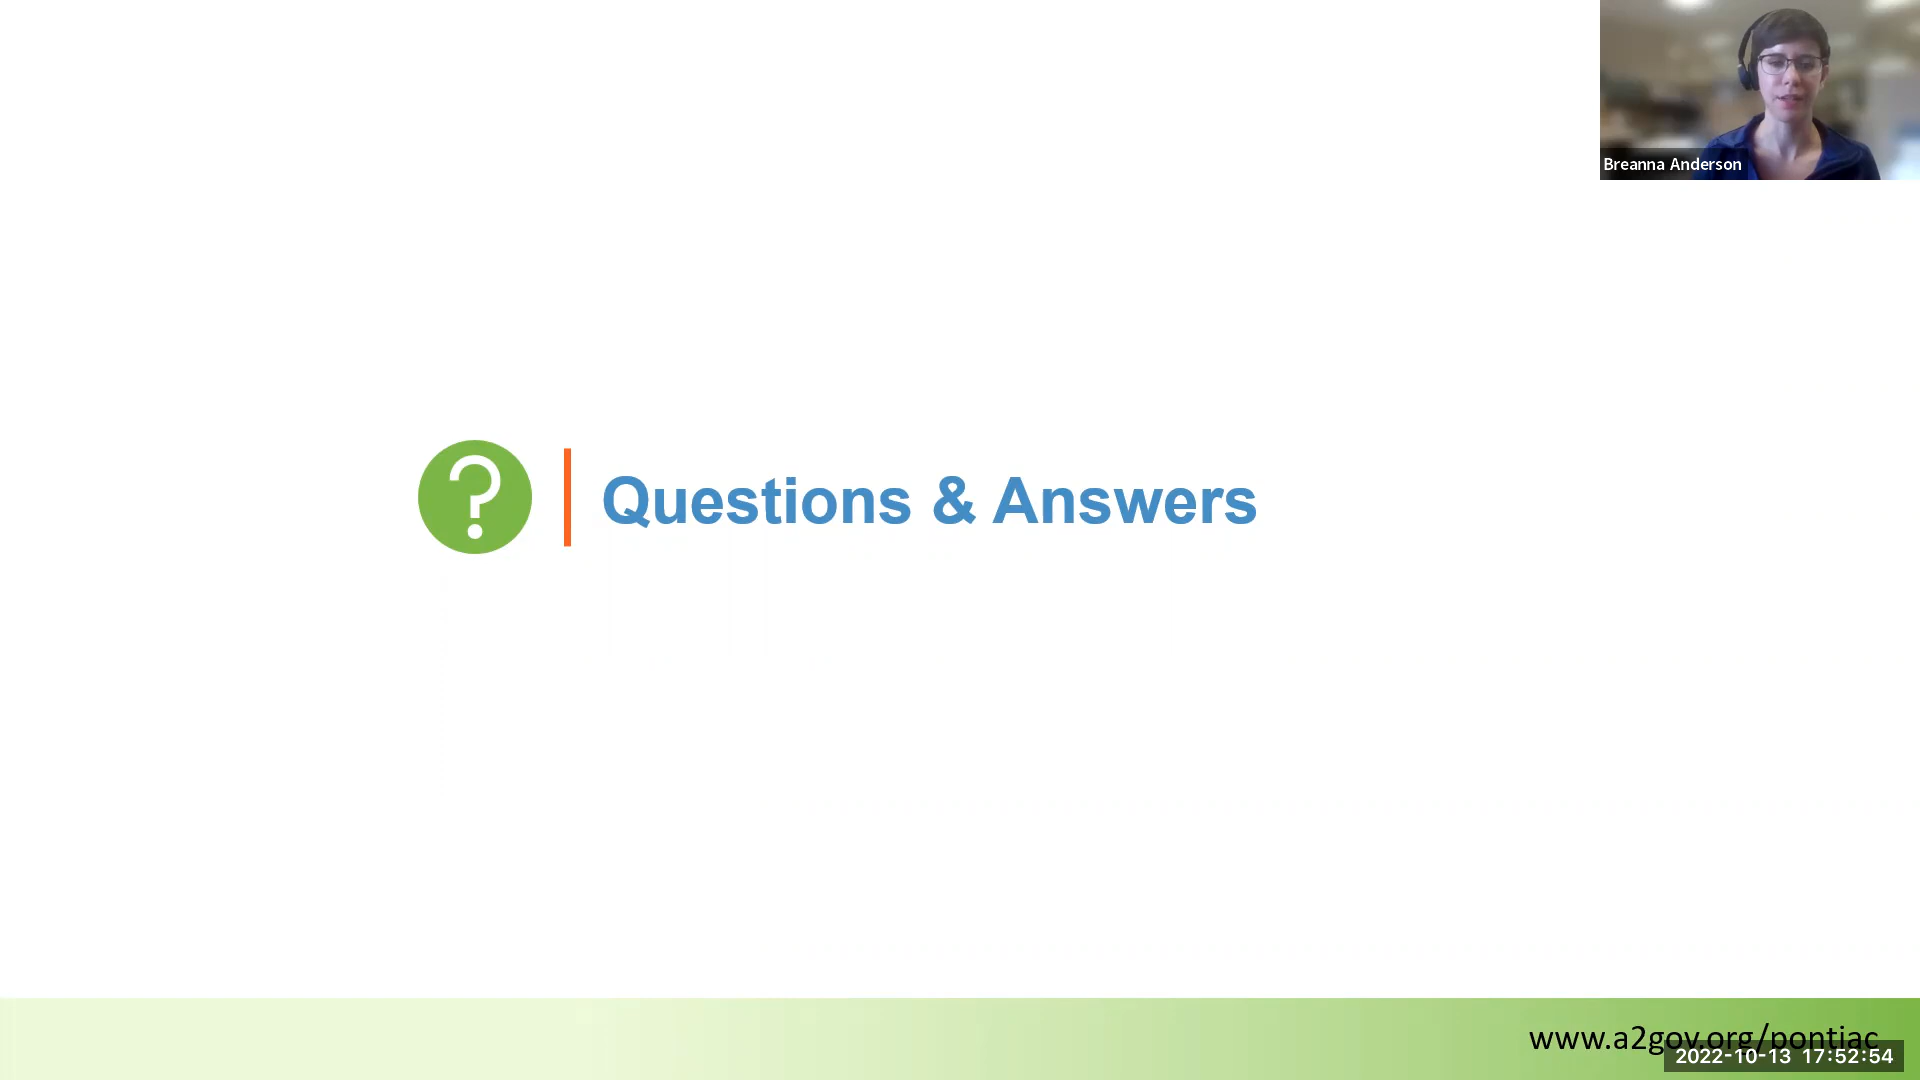 Breanna Anderson
?
Questions & Answers
www.a2gov.org/pontiac
2022-10-13 17:52:54